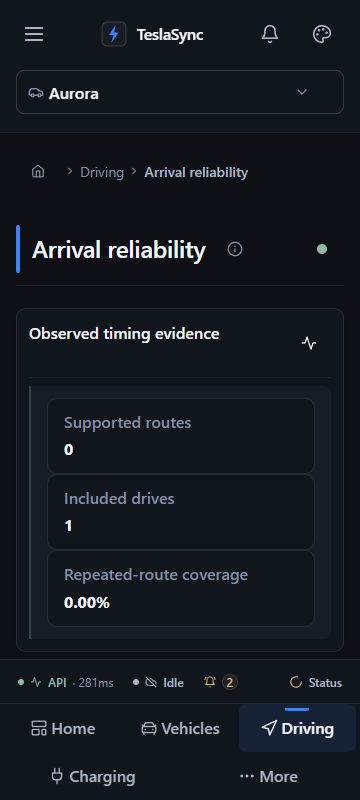 TeslaSync
Aurora
Driving Arrival reliability
Arrival reliability
Observed timing evidence
Supported routes
0
Included drives
1
Repeated-route coverage
0.00%
API · 281ms Idle 2 Status
Home Vehicles Driving
Charging More